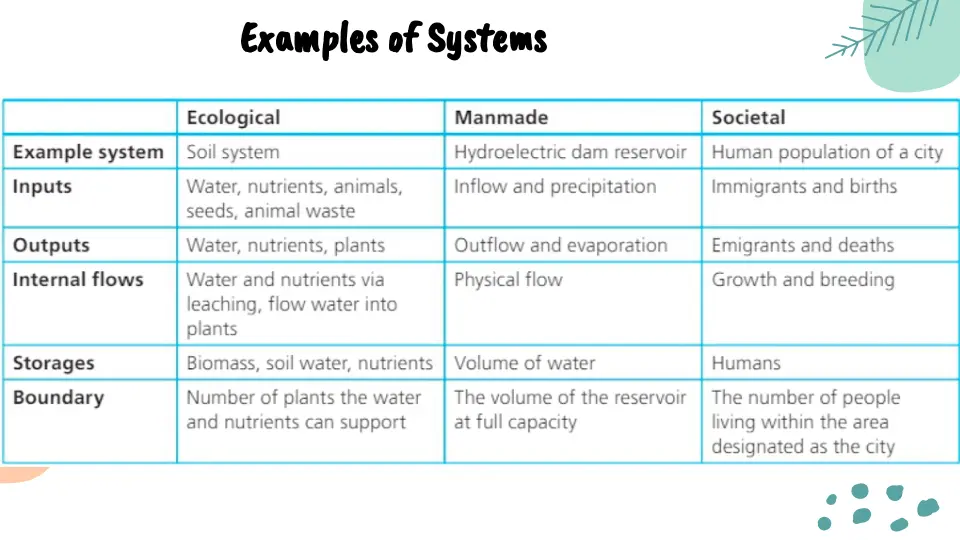 Examples of Systems
Ecological Manmade Societal
Example system Soil system Hydroelectric dam reservoir Human population of a city
Inputs Water, nutrients, animals, Inflow and precipitation Immigrants and births
seeds, animal waste
Outputs Water, nutrients, plants Outflow and evaporation Emigrants and deaths
Internal flows Water and nutrients via Physical flow Growth and breeding
leaching, flow water into
plants
Storages Biomass, soil water, nutrients Volume of water Humans
Boundary Number of plants the water The volume of the reservoir The number of people
and nutrients can support at full capacity living within the area
designated as the city